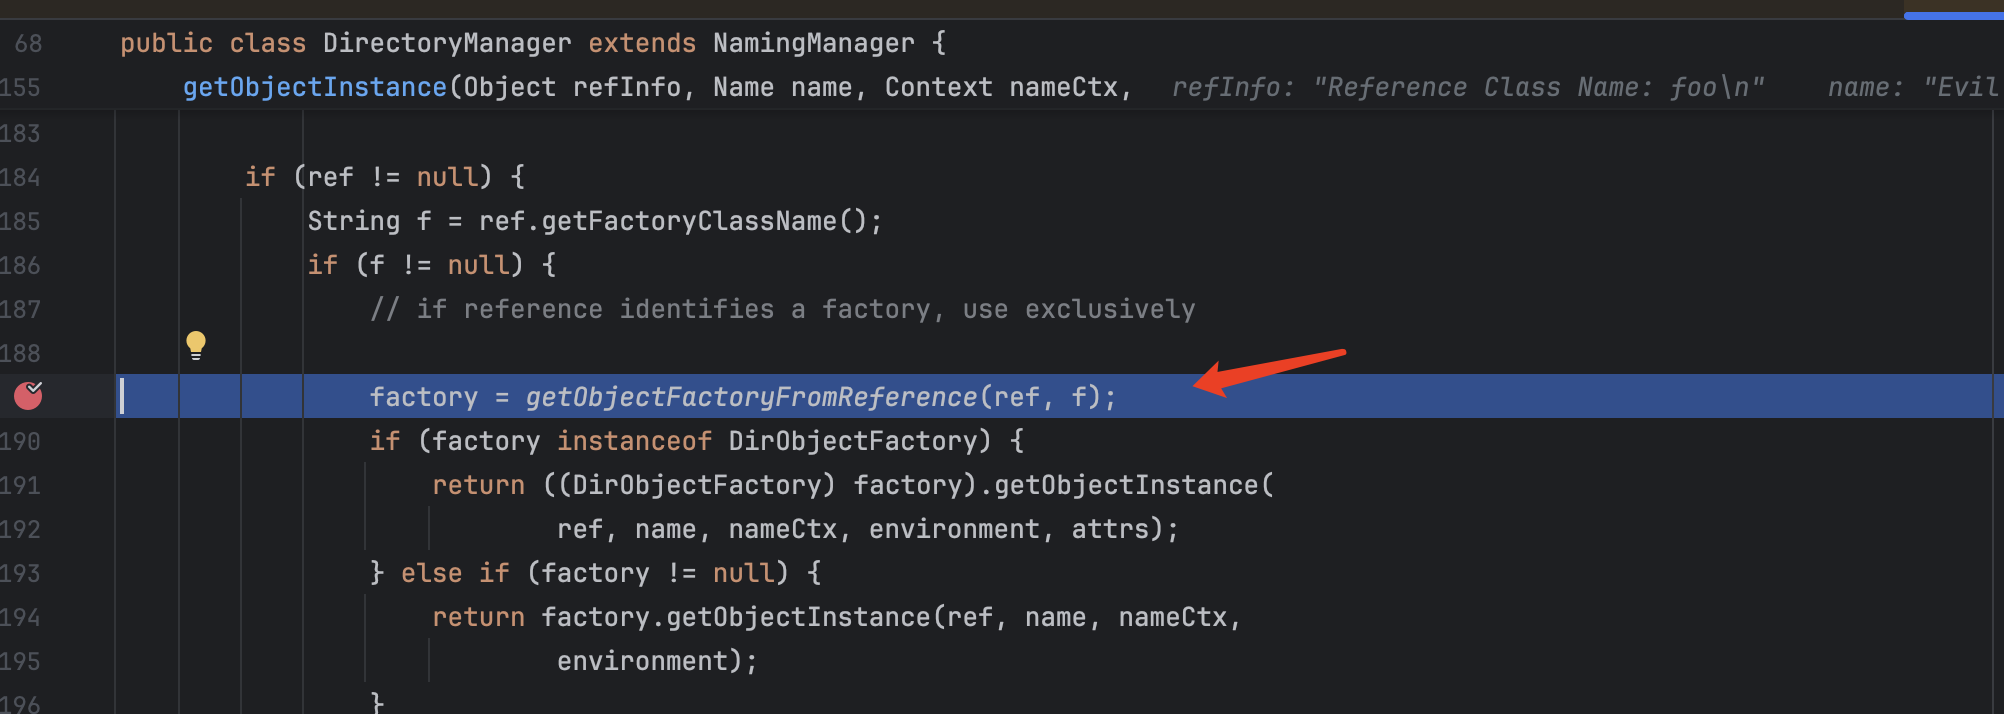 68 public class DirectoryManager extends NamingManager {
155 getObjectInstance(Object refInfo, Name name, Context nameCtx, refInfo: "Reference Class Name: foo\n" name: "Evil
183
184 if (ref != null) {
185 String f = ref.getFactoryClassName();
186 if (f != null) {
187 // if reference identifies a factory, use exclusively
188
factory = getObjectFactoryFromReference(ref, f);
190 if (factory instanceof DirObjectFactory) {
191 return ((DirObjectFactory) factory).getObjectInstance(
192 ref, name, nameCtx, environment, attrs);
193 } else if (factory != null) {
194 return factory.getObjectInstance(ref, name, nameCtx,
195 environment);
196 }